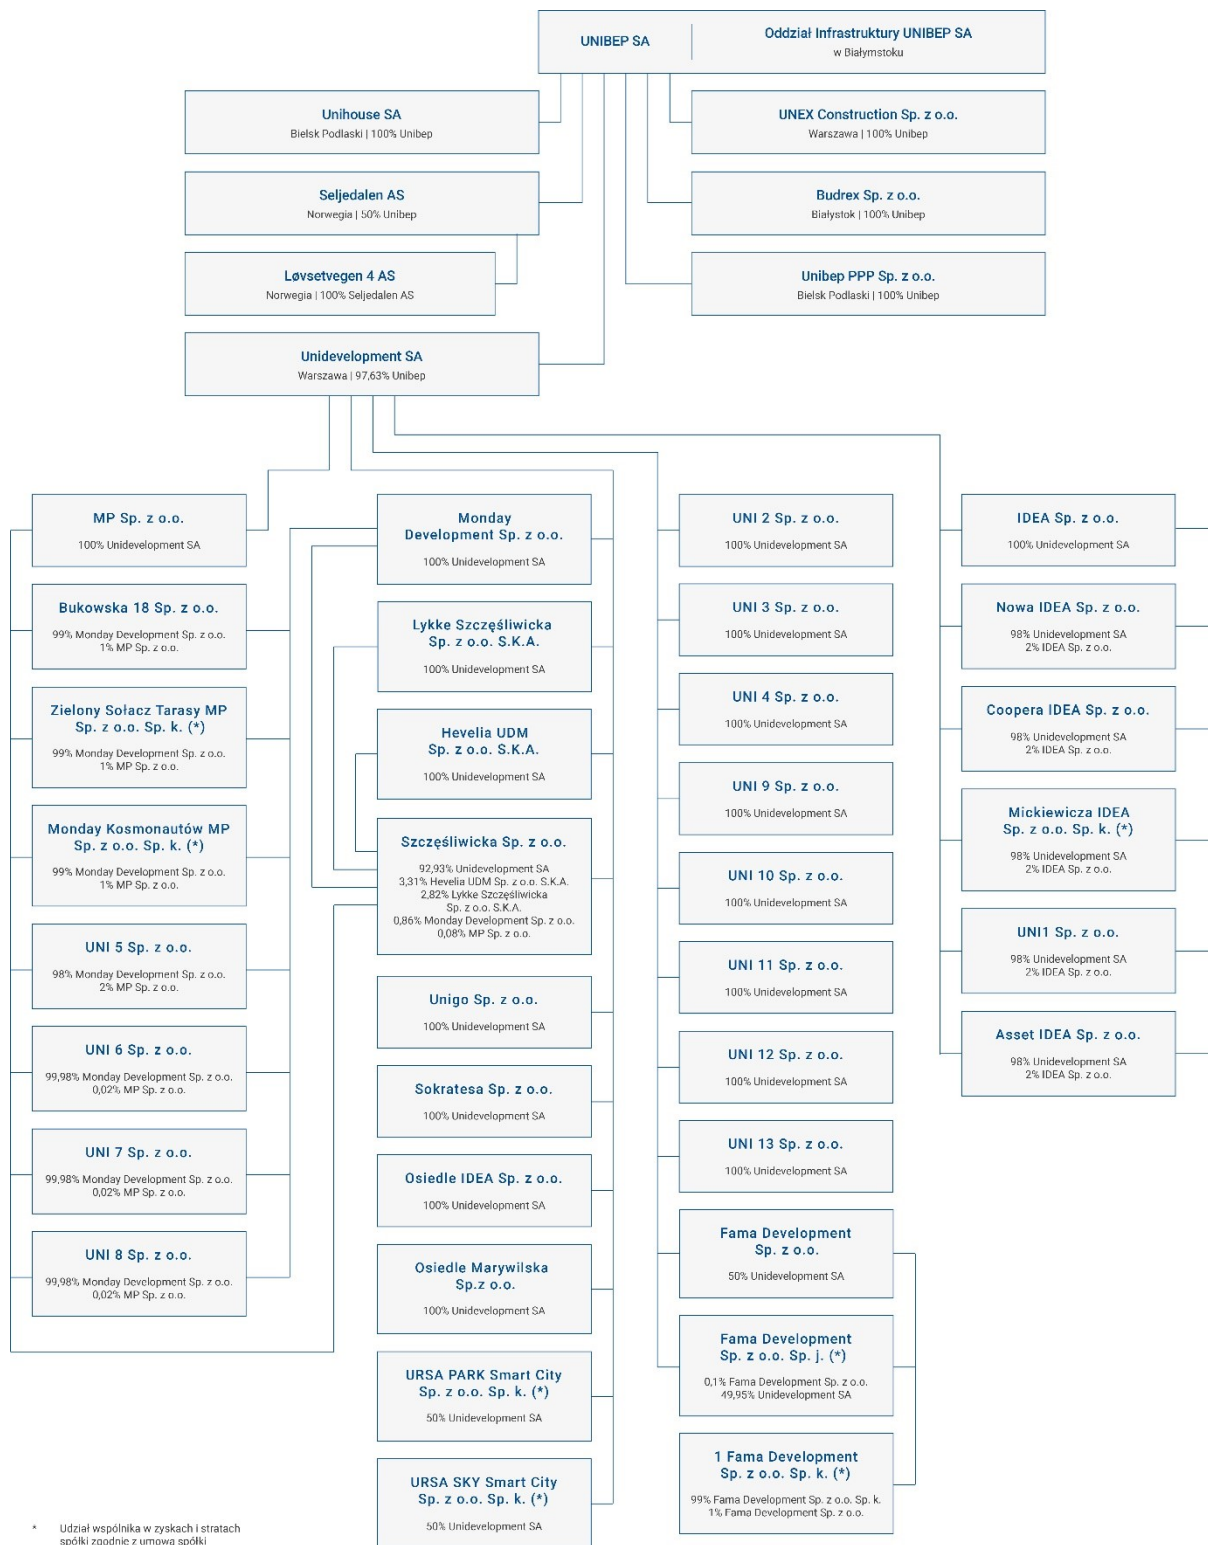 UNIBEP SA
Oddział Infrastruktury UNIBEP SA
w Białymstoku
Unihouse SA
Bielsk Podlaski | 100% Unibep
UNEX Construction Sp. z o.o.
Warszawa | 100% Unibep
Seljedalen AS
Norwegia | 50% Unibep
Budrex Sp. z o.o.
Białystok | 100% Unibep
Løvsetvegen 4 AS
Norwegia | 100% Seljedalen AS
Unibep PPP Sp. z o.o.
Bielsk Podlaski | 100% Unibep
Unidevelopment SA
Warszawa | 97,63% Unibep
MP Sp. z o.o.
100% Unidevelopment SA
Bukowska 18 Sp. z o.o.
99% Monday Development Sp. z o.o.
1% MP Sp. z o.o.
Zielony Sołacz Tarasy MP
Sp. z o.o. Sp. k. (*)
99% Monday Development Sp. z o.o.
1% MP Sp. z o.o.
Monday Kosmonautów MP
Sp. z o.o. Sp. k. (*)
99% Monday Development Sp. z o.o.
1% MP Sp. z o.o.
UNI 5 Sp. z o.o.
98% Monday Development Sp. z o.o.
2% MP Sp. z o.o.
UNI 6 Sp. z o.o.
99,98% Monday Development Sp. z o.o.
0,02% MP Sp. z o.o.
UNI 7 Sp. z o.o.
99,98% Monday Development Sp. z o.o.
0,02% MP Sp. z o.o.
UNI 8 Sp. z o.o.
99,98% Monday Development Sp. z o.o.
0,02% MP Sp. z o.o.
Monday
Development Sp. z o.o.
100% Unidevelopment SA
Lykke Szczęśliwicka
Sp. z o.o. S.K.A.
100% Unidevelopment SA
Hevelia UDM
Sp. z o.o. S.K.A.
100% Unidevelopment SA
Szczęśliwicka Sp. z o.o.
92,93% Unidevelopment SA
3,31% Hevelia UDM Sp. z o.o. S.K.A.
2,82% Lykke Szczęśliwicka
Sp. z o.o. S.K.A.
0,86% Monday Development Sp. z o.o.
0,08% MP Sp. z o.o.
Unigo Sp. z o.o.
100% Unidevelopment SA
Sokratesa Sp. z o.o.
100% Unidevelopment SA
Osiedle IDEA Sp. z o.o.
100% Unidevelopment SA
Osiedle Marywilska
Sp.z o.o.
100% Unidevelopment SA
URSA PARK Smart City
Sp. z o.o. Sp. k. (*)
50% Unidevelopment SA
URSA SKY Smart City
Sp. z o.o. Sp. k. (*)
50% Unidevelopment SA
UNI 2 Sp. z o.o.
100% Unidevelopment SA
UNI 3 Sp. z o.o.
100% Unidevelopment SA
UNI 4 Sp. z o.o.
100% Unidevelopment SA
UNI 9 Sp. z o.o.
100% Unidevelopment SA
UNI 10 Sp. z o.o.
100% Unidevelopment SA
UNI 11 Sp. z o.o.
100% Unidevelopment SA
UNI 12 Sp. z o.o.
100% Unidevelopment SA
UNI 13 Sp. z o.o.
100% Unidevelopment SA
Fama Development
Sp. z o.o.
50% Unidevelopment SA
Fama Development
Sp. z o.o. Sp. j. (*)
0,1% Fama Development Sp. z o.o.
49,95% Unidevelopment SA
1 Fama Development
Sp. z o.o. Sp. k. (*)
99% Fama Development Sp. z o.o. Sp. k.
1% Fama Development Sp. z o.o.
IDEA Sp. z o.o.
100% Unidevelopment SA
Nowa IDEA Sp. z o.o.
98% Unidevelopment SA
2% IDEA Sp. z o.o.
Coopera IDEA Sp. z o.o.
98% Unidevelopment SA
2% IDEA Sp. z o.o.
Mickiewicza IDEA
Sp. z o.o. Sp. k. (*)
98% Unidevelopment SA
2% IDEA Sp. z o.o.
UNI1 Sp. z o.o.
98% Unidevelopment SA
2% IDEA Sp. z o.o.
Asset IDEA Sp. z o.o.
98% Unidevelopment SA
2% IDEA Sp. z o.o.
* Udział wspólnika w zyskach i stratach
spółki zgodnie z umową spółki